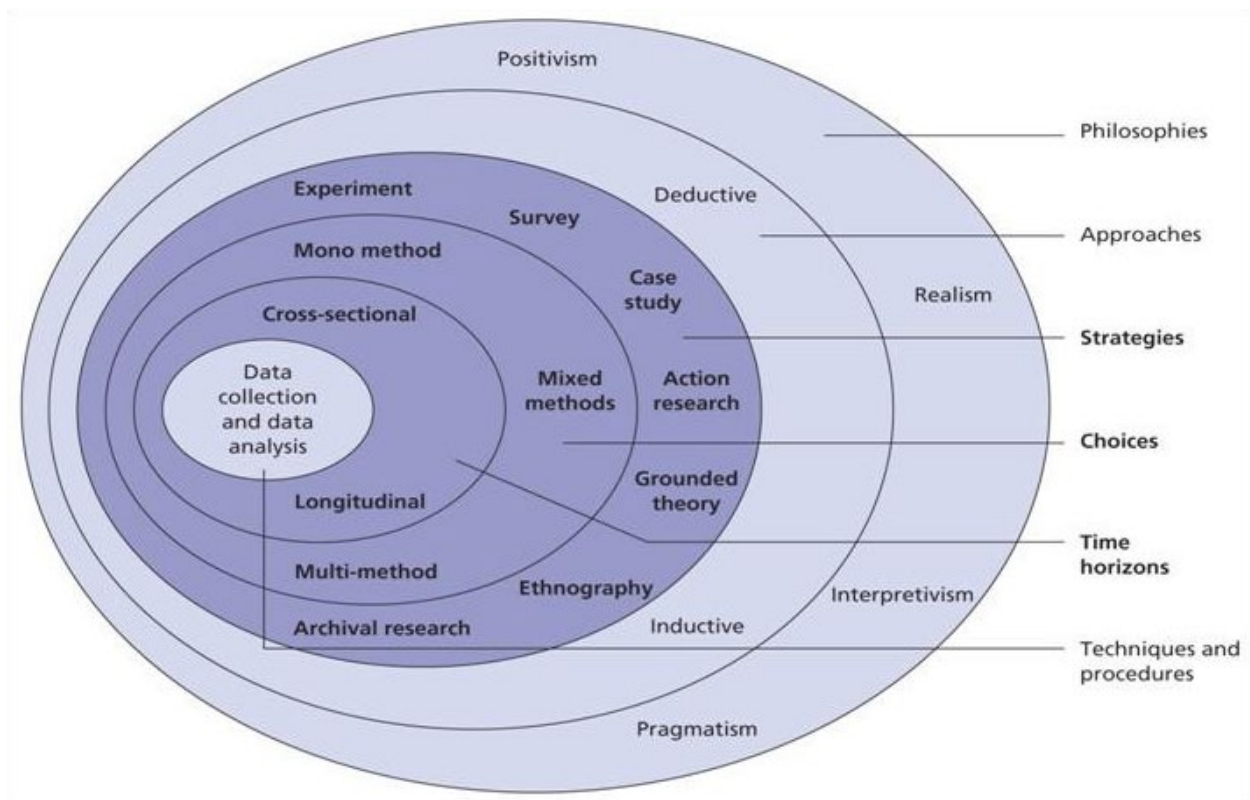 Positivism
Philosophies
Experiment
Deductive
Survey
Approaches
Mono method
Case
study
Realism
Cross-sectional
Strategies
Data
collection
and data
analysis
Mixed
methods
Action
research
Choices
Grounded
theory
Longitudinal
Time
horizons
Multi-method
Ethnography
Interpretivism
Archival research
Inductive
Techniques and
procedures
Pragmatism